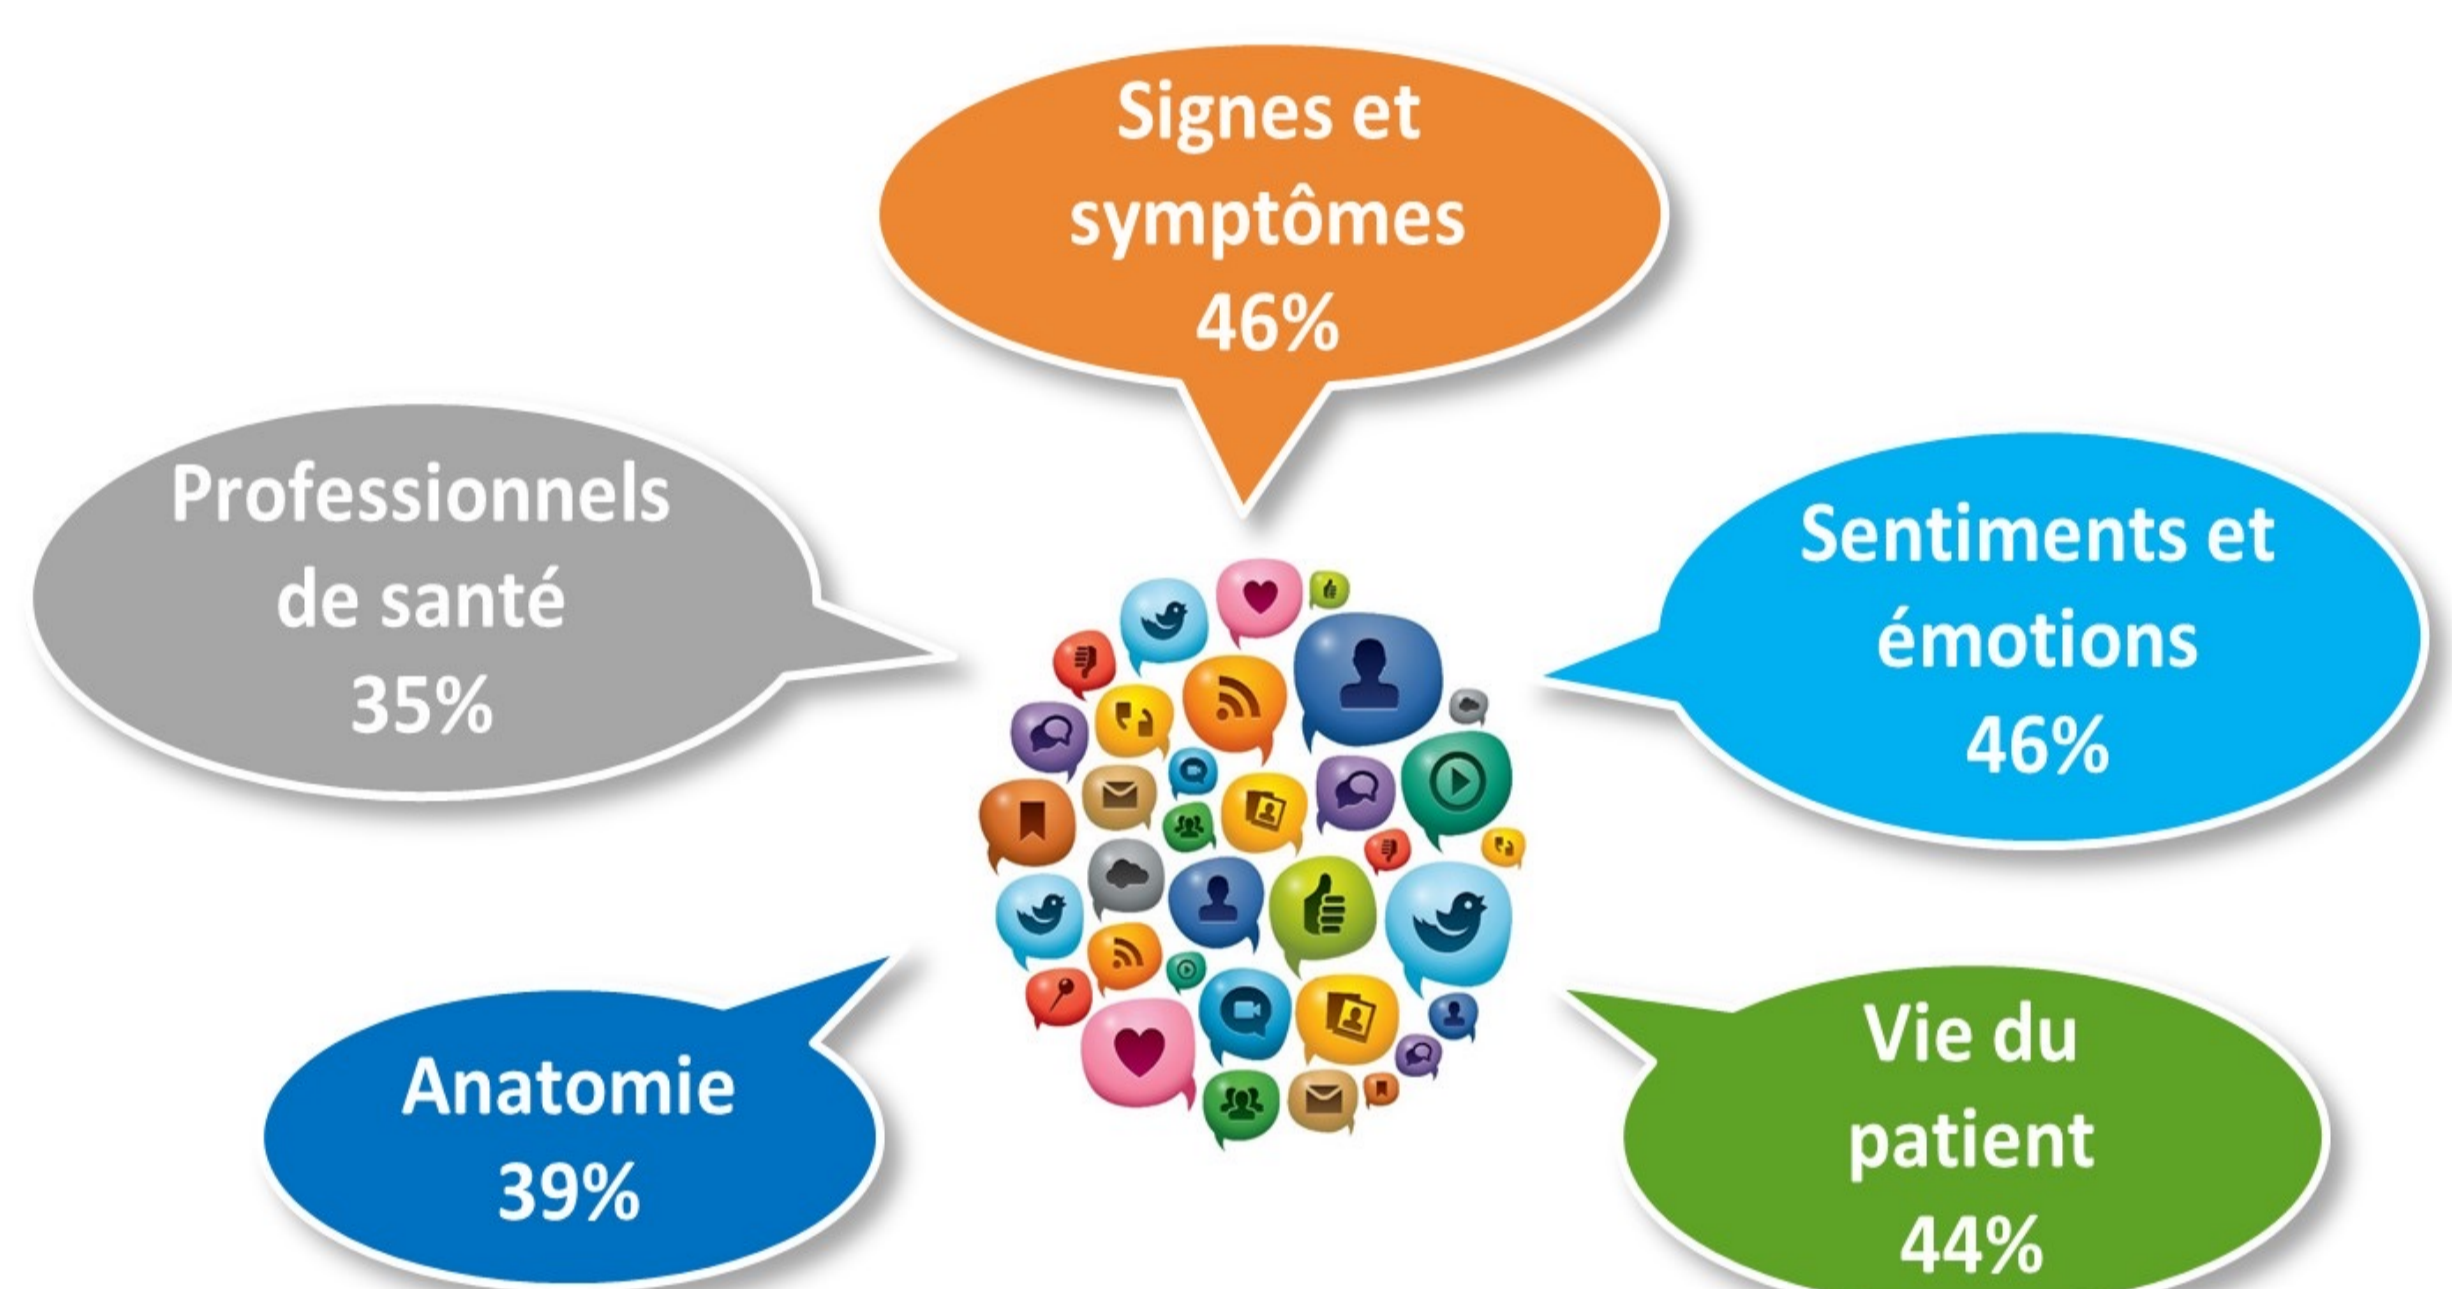 Signes et
symptômes
46%
Professionnels
de santé
35%
Sentiments et
émotions
46%
Anatomie
39%
Vie du
patient
44%